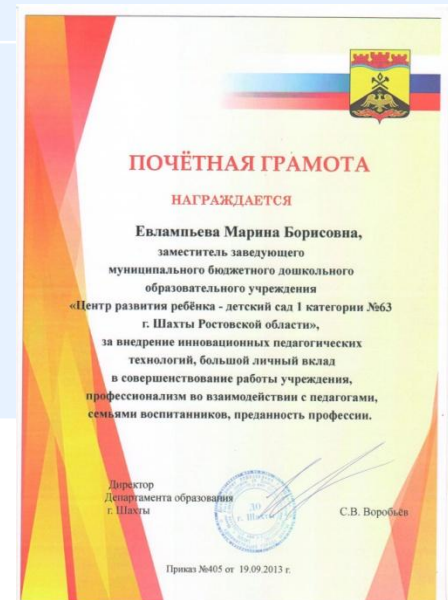 ПОЧЁТНАЯ ГРАМОТА
НАГРАЖДАЕТСЯ
Евлампьева Марина Борисовна,
заместитель заведующего
муниципального бюджетного дошкольного
образовательного учреждения
«Центр развития ребёнка - детский сад 1 категории №63
г. Шахты Ростовской области»,
за внедрение инновационных педагогических
технологий, большой личный вклад
в совершенствование работы учреждения,
профессионализм во взаимодействии с педагогами,
семьями воспитанников, преданность профессии.
Директор
Департамента образования
г. Шахты
ДО
г. Шахты
С.В. Воробьёв
Приказ №405 от 19.09.2013 г.